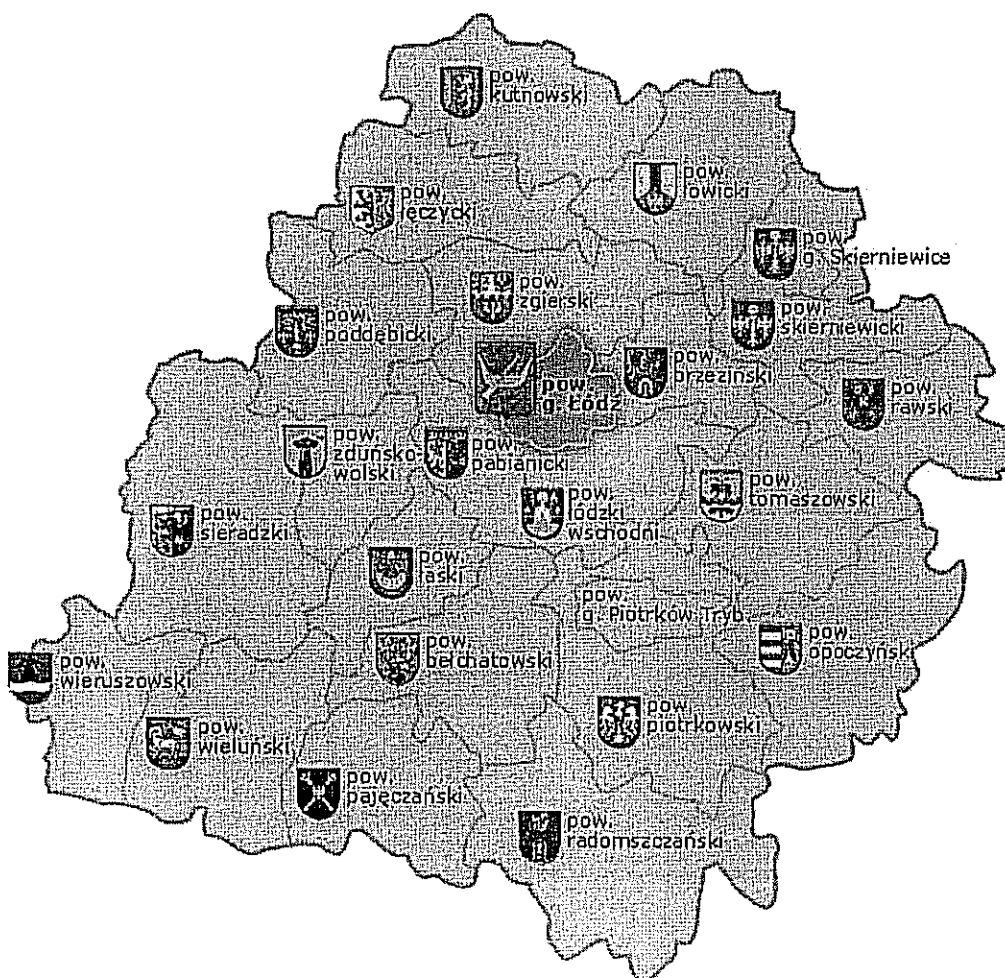 pow.
kutnowski
pow.
łowicki
pow.
łęczycki
pow.
g. Skierniewice
pow.
zgierski
pow.
skierniewicki
pow.
poddębicki
pow.
brzeziński
pow.
g. Łódź
pow.
rawski
pow.
zduńsko-
wolski
pow.
pabianicki
pow.
tomaszowski
pow.
łódzki
wschodni
pow.
sieradzki
pow.
łaski
pow.
g. Piotrków Tryb.
pow.
opoczyński
pow.
bełchatowski
pow.
wieruszowski
pow.
piotrkowski
pow.
wieluński
pow.
pajęczański
pow.
radomszczański